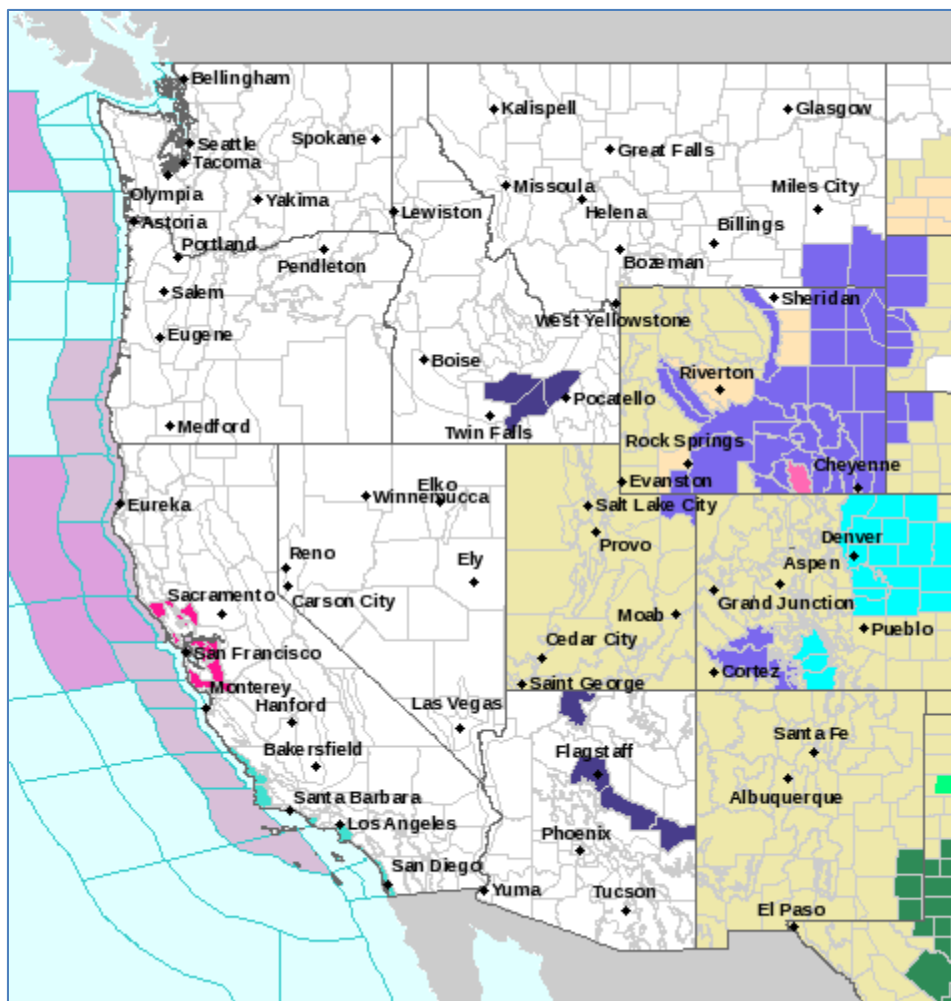 Bellingham
Kalispell
Glasgow
Seattle
Spokane
Great Falls
Tacoma
Olympia
Missoula
Miles City
Yakima
Helena
Lewiston
Astoria
Billings
Portland
Pendleton
Bozeman
Salem
Sheridan
West Yellowstone
Eugene
Boise
Riverton
Pocatello
Medford
Twin Falls
Rock Springs
Cheyenne
Evanston
Elko
Winnemucca
Eureka
Salt Lake City
Provo
Denver
Reno
Ely
Aspen
Sacramento
Carson City
Grand Junction
Moab
Pueblo
Cedar City
San Francisco
Cortez
Saint George
Monterey
Hanford
Las Vegas
Santa Fe
Bakersfield
Flagstaff
Albuquerque
Santa Barbara
Los Angeles
Phoenix
San Diego
Yuma
Tucson
El Paso